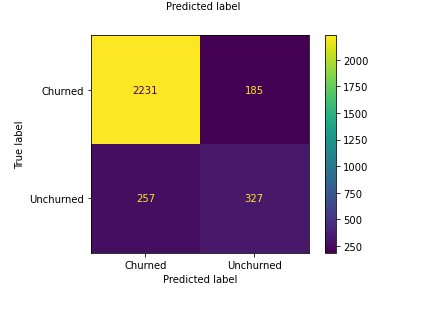 Predicted label
Churned
2231
185
True label
Unchurned
257
327
Churned
Unchurned
Predicted label
2000
1750
1500
1250
1000
750
500
250